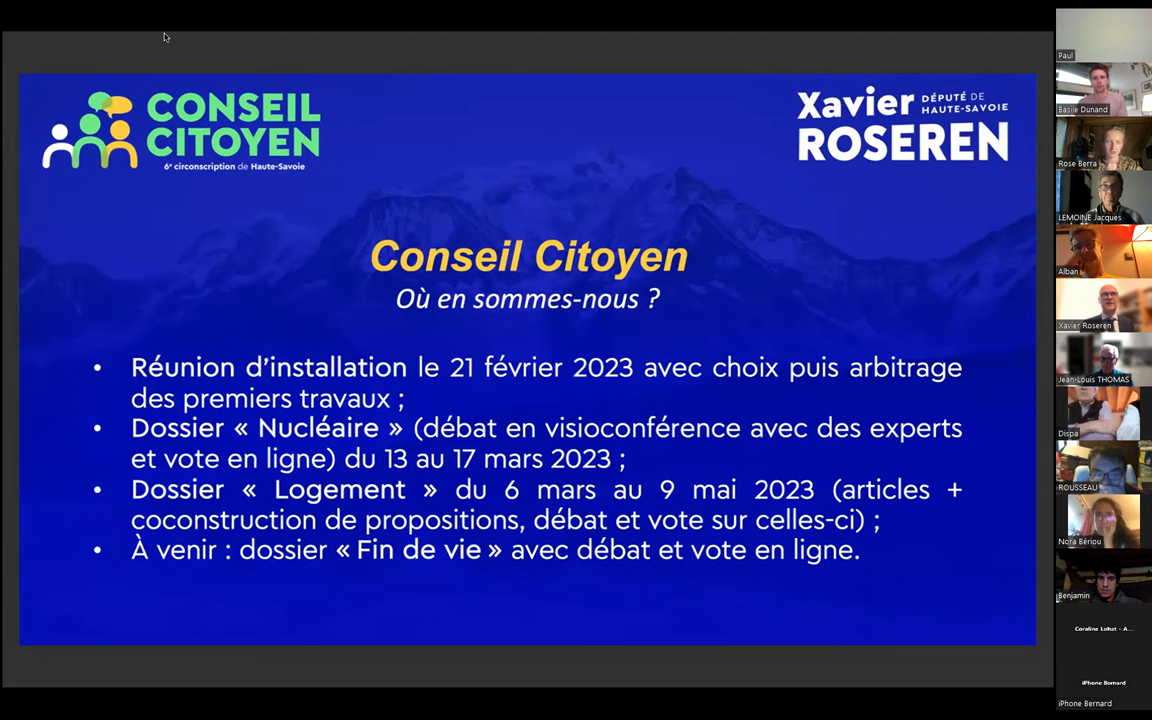 CONSEIL
CITOYEN
6e circonscription de Haute-Savoie
Xavier DÉPUTÉ DE
HAUTE-SAVOIE
ROSEREN
Conseil Citoyen
Où en sommes-nous ?
• Réunion d’installation le 21 février 2023 avec choix puis arbitrage
des premiers travaux ;
• Dossier « Nucléaire » (débat en visioconférence avec des experts
et vote en ligne) du 13 au 17 mars 2023 ;
• Dossier « Logement » du 6 mars au 9 mai 2023 (articles +
coconstruction de propositions, débat et vote sur celles-ci) ;
• À venir : dossier « Fin de vie » avec débat et vote en ligne.
Paul
Basile Dunand
Rose Berra
LEMOINE Jacques
Alban
Xavier Roseren
Jean-Louis THOMAS
Dispa
ROUSSEAU
Nora Bériou
Benjamin
Coraline Lohat - A...
iPhone Bernard
iPhone Bernard